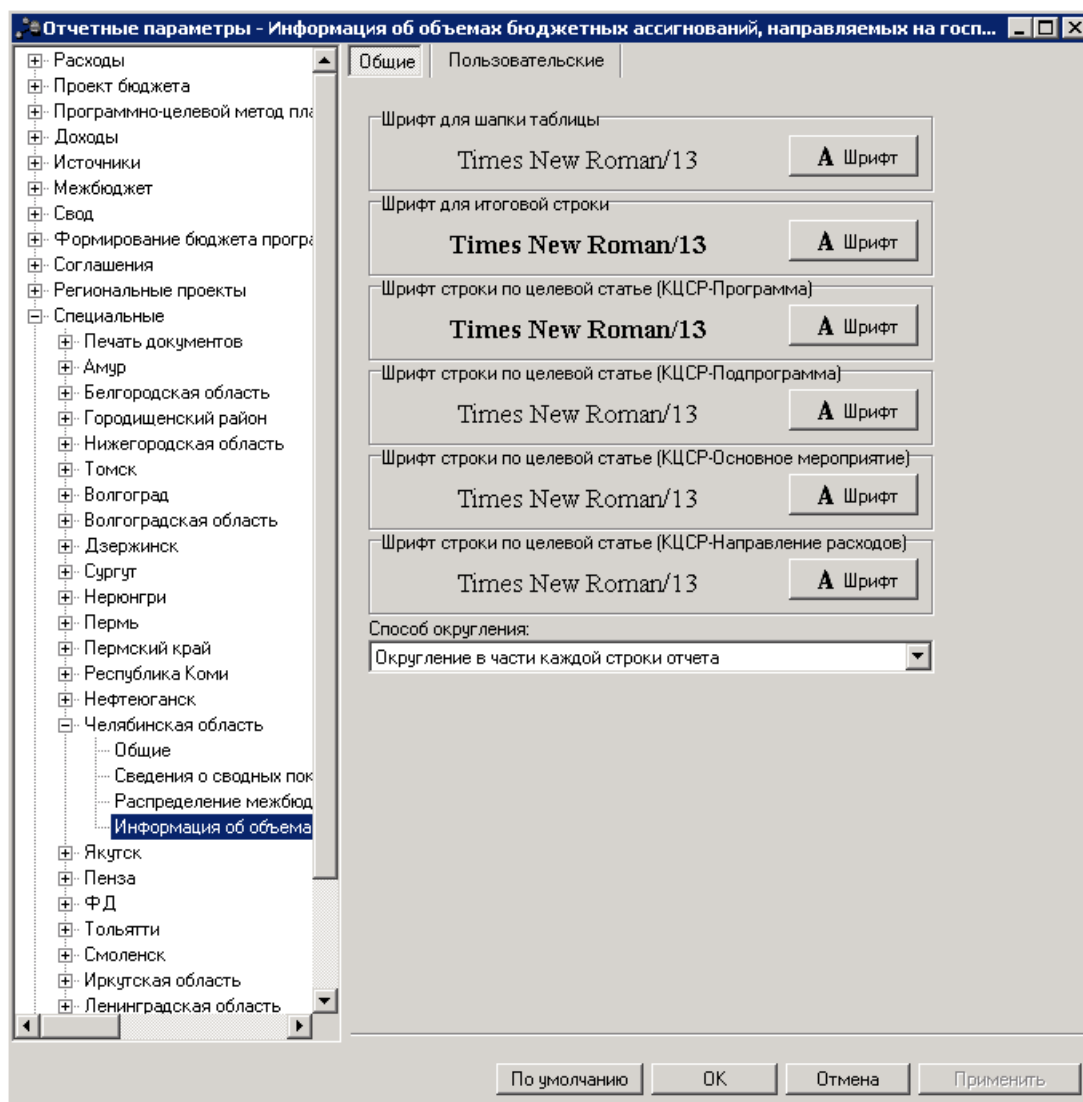 Отчетные параметры - Информация об объемах бюджетных ассигнований, направляемых на госп...
Расходы
Проект бюджета
Программно-целевой метод пла
Доходы
Источники
Межбюджет
Свод
Формирование бюджета програ
Соглашения
Региональные проекты
Специальные
Печать документов
Амур
Белгородская область
Городищенский район
Нижегородская область
Томск
Волгоград
Волгоградская область
Дзержинск
Сургут
Нерюнгри
Пермь
Пермский край
Республика Коми
Нефтеюганск
Челябинская область
Общие
Сведения о сводных пок
Распределение межбюд
Информация об объема
Якутск
Пенза
ФД
Тольятти
Смоленск
Иркутская область
Ленинградская область
Общие
Пользовательские
Шрифт для шапки таблицы
Times New Roman/13
А Шрифт
Шрифт для итоговой строки
Times New Roman/13
А Шрифт
Шрифт строки по целевой статье (КЦСР-Программа)
Times New Roman/13
А Шрифт
Шрифт строки по целевой статье (КЦСР-Подпрограмма)
Times New Roman/13
А Шрифт
Шрифт строки по целевой статье (КЦСР-Основное мероприятие)
Times New Roman/13
А Шрифт
Шрифт строки по целевой статье (КЦСР-Направление расходов)
Times New Roman/13
А Шрифт
Способ округления:
Округление в части каждой строки отчета
По умолчанию
OK
Отмена
Применить